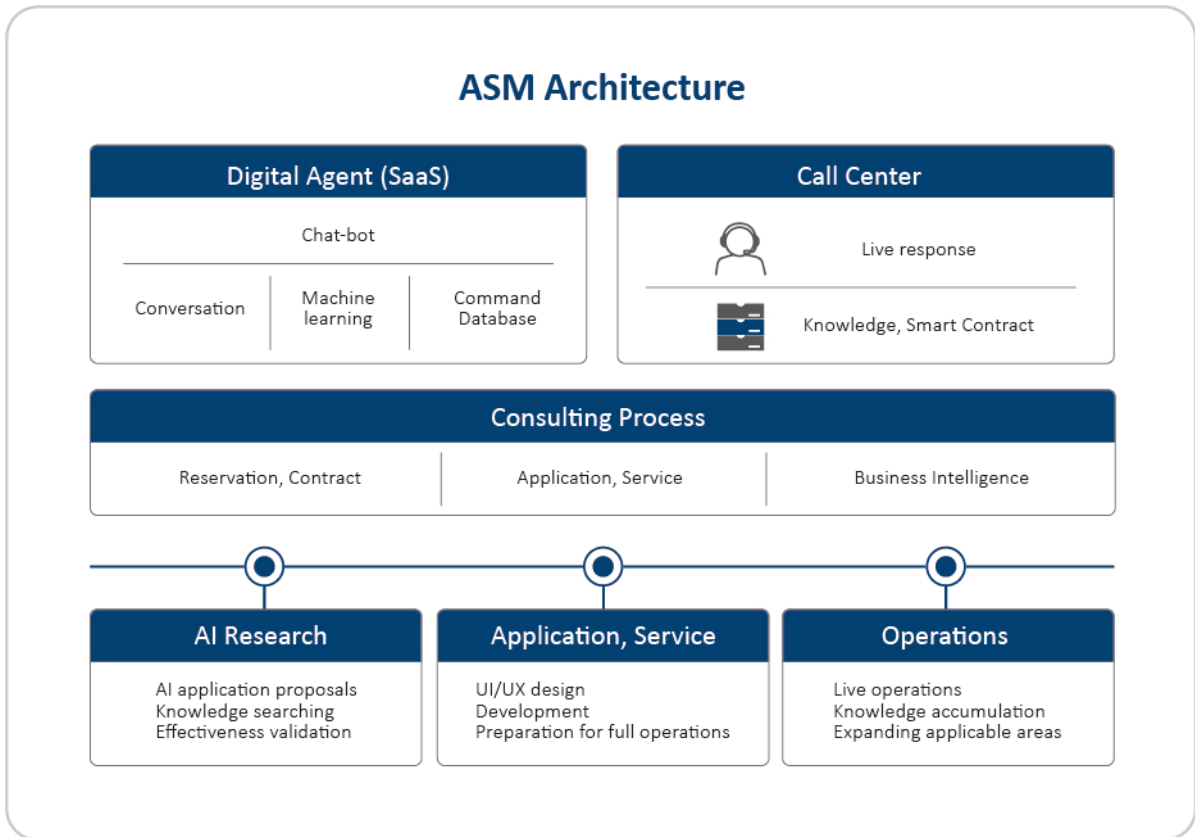 ASM Architecture
Digital Agent (SaaS)
Chat-bot
Conversation
Machine
learning
Command
Database
Call Center
Live response
Knowledge, Smart Contract
Consulting Process
Reservation, Contract
Application, Service
Business Intelligence
AI Research
AI application proposals
Knowledge searching
Effectiveness validation
Application, Service
UI/UX design
Development
Preparation for full operations
Operations
Live operations
Knowledge accumulation
Expanding applicable areas